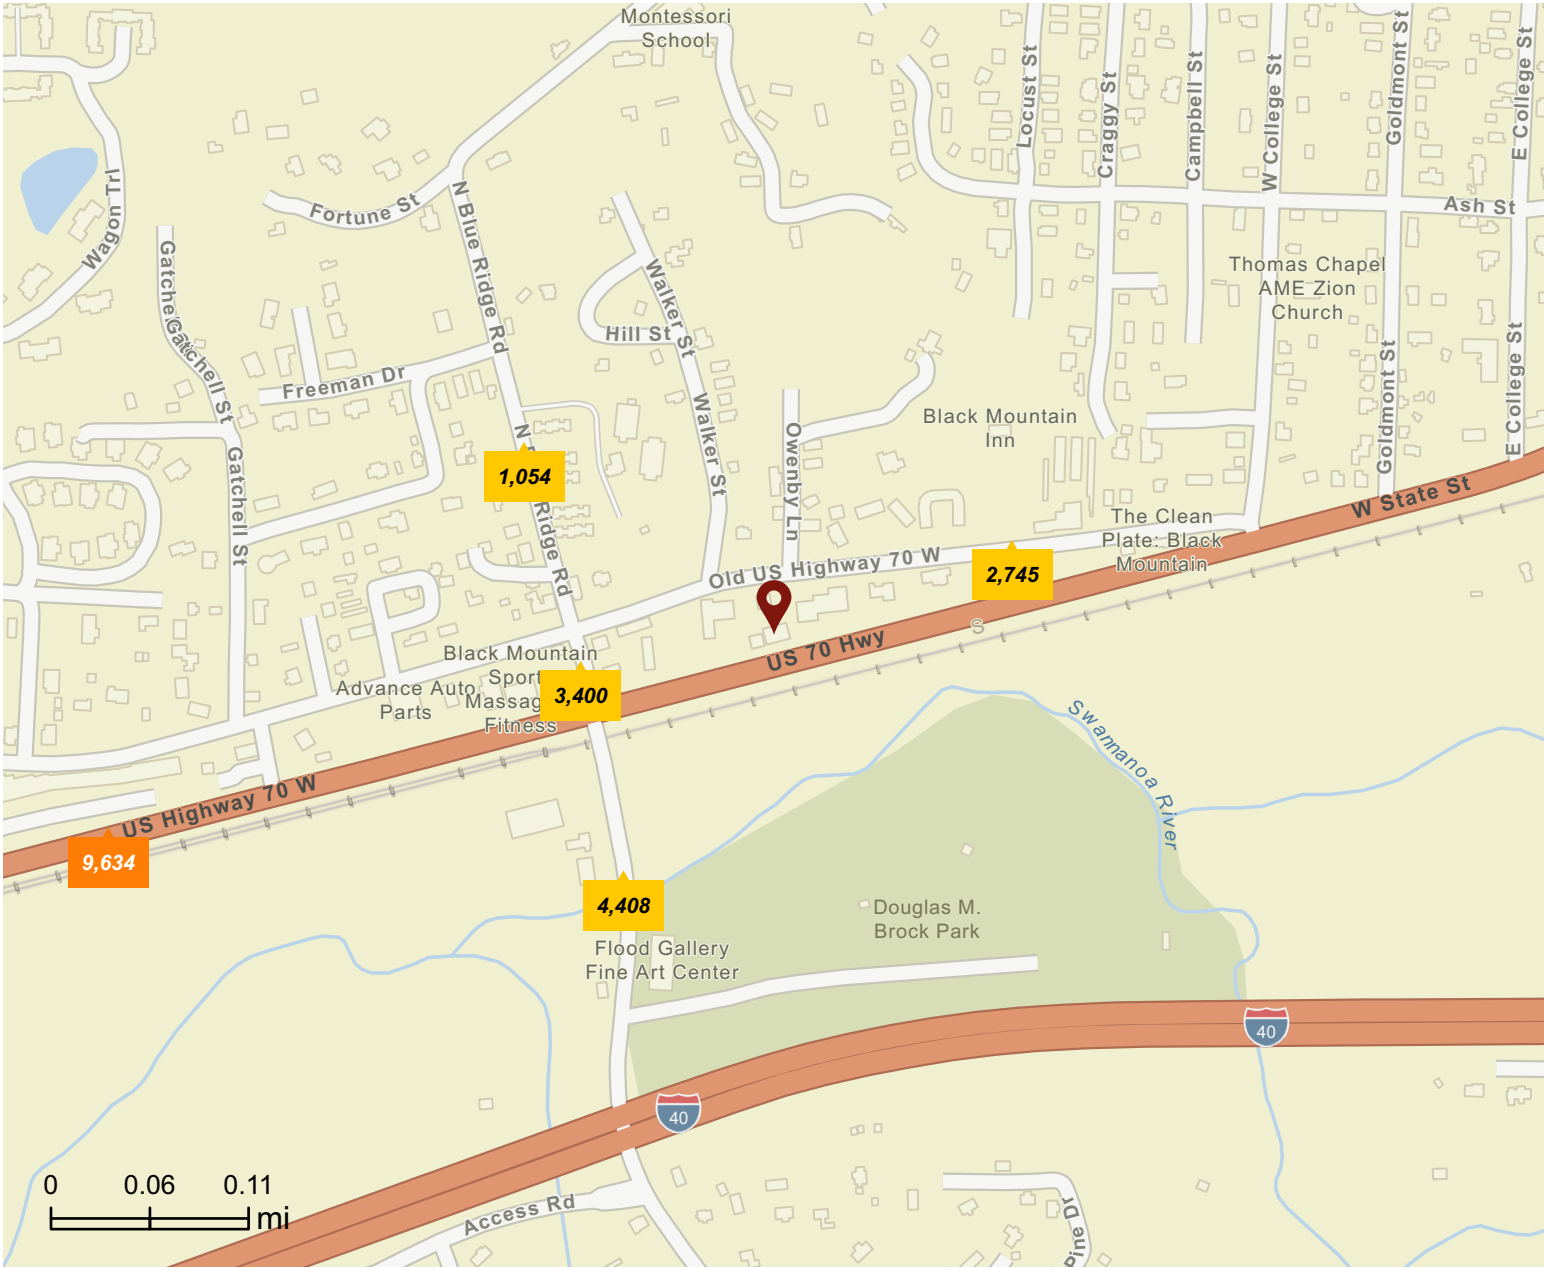 Montessori
School
Locust St
Craggy St
Campbell St
W College St
Goldmont St
E College St
Ash St
Wagon Trl
Fortune St
N Blue Ridge Rd
Gatchell St
Walker St
Hill St
Thomas Chapel
AME Zion
Church
Freeman Dr
Walker St
Owenby Ln
Black Mountain
Inn
Goldmont St
E College St
Gatchell St
1,054
Ridge Rd
W State St
The Clean
Plate: Black
Mountain
Old US Highway 70 W
2,745
S
US 70 Hwy
Black Mountain
Sport
Massag
Fitness
Advance Auto
Parts
3,400
Swannanoa River
US Highway 70 W
9,634
4,408
Douglas M.
Brock Park
Flood Gallery
Fine Art Center
40
40
0 0.06 0.11
mi
Access Rd
Pine Dr